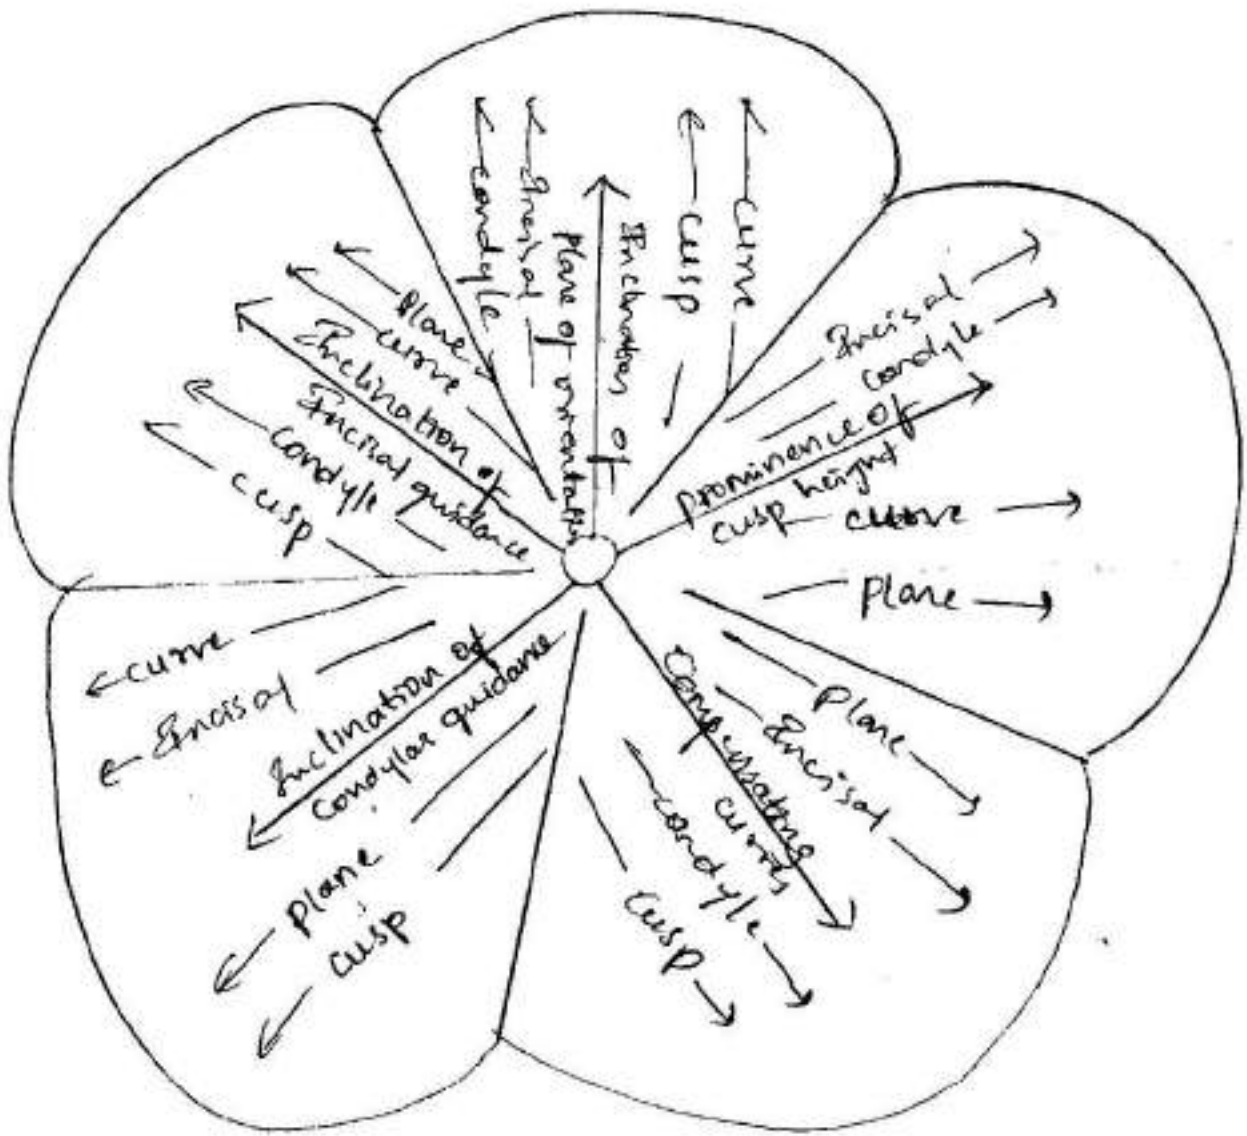 condyle
Incisal
Plane of orientation
Inclination of
cusp
curve
Incisal
condyle
prominence of
cusp height
curve
Plane
Plane
Incisal
Compensating
curves
condyle
Cusp
curve
Incisal
Inclination of
Condylar guidance
Plane
Cusp
Plane
curve
Inclination of
Incisal guidance
Condyle
cusp